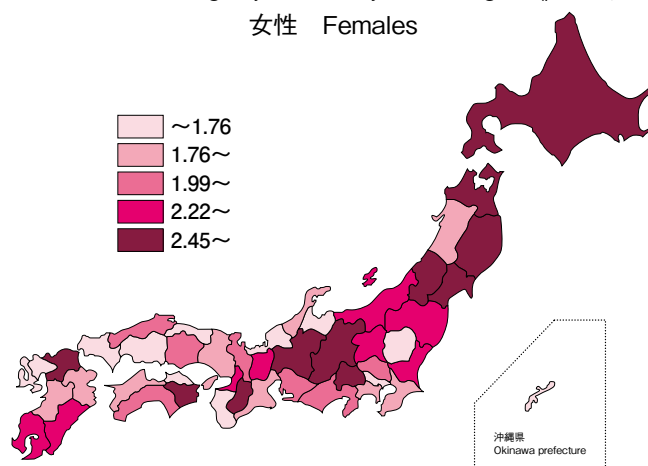 女性 Females
～1.76
1.76～
1.99～
2.22～
2.45～
沖縄県
Okinawa prefecture